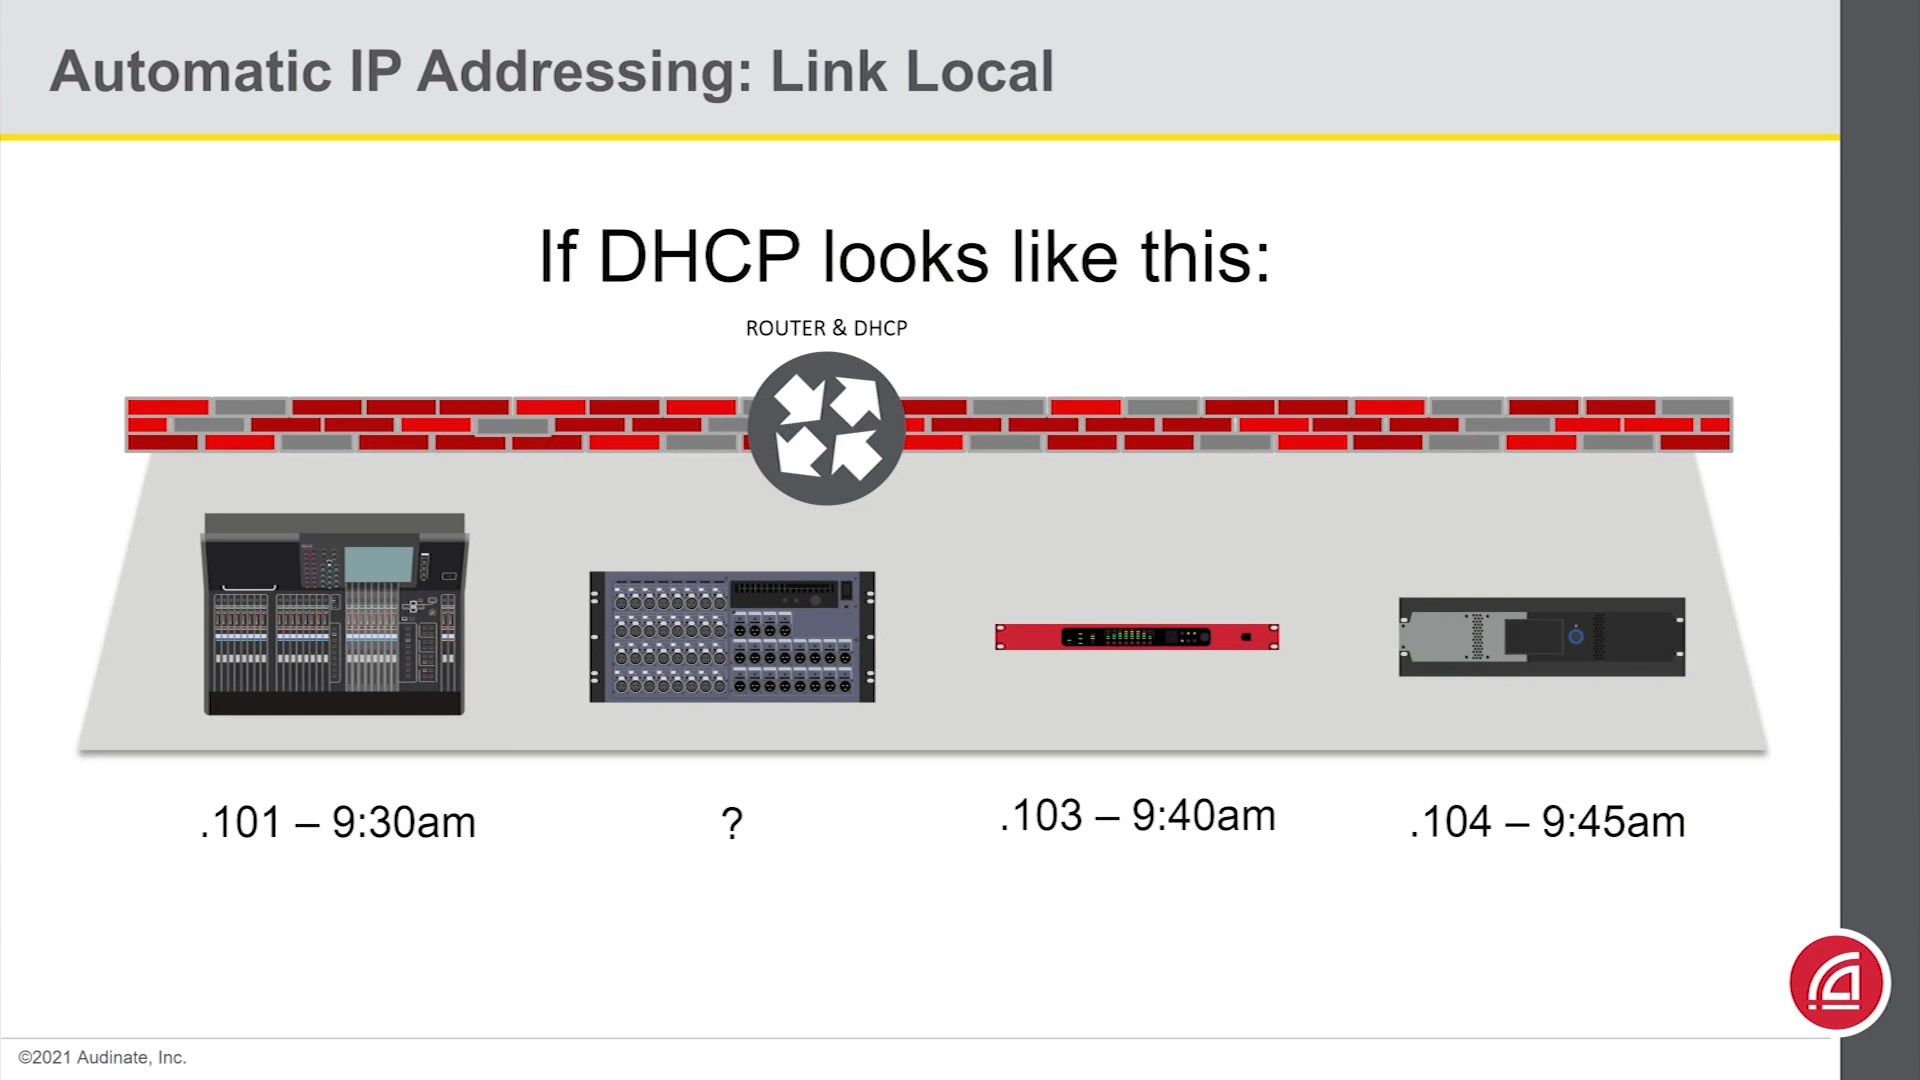 Automatic IP Addressing: Link Local
If DHCP looks like this:
ROUTER & DHCP
.101 – 9:30am
?
.103 – 9:40am
.104 – 9:45am
©2021 Audinate, Inc.